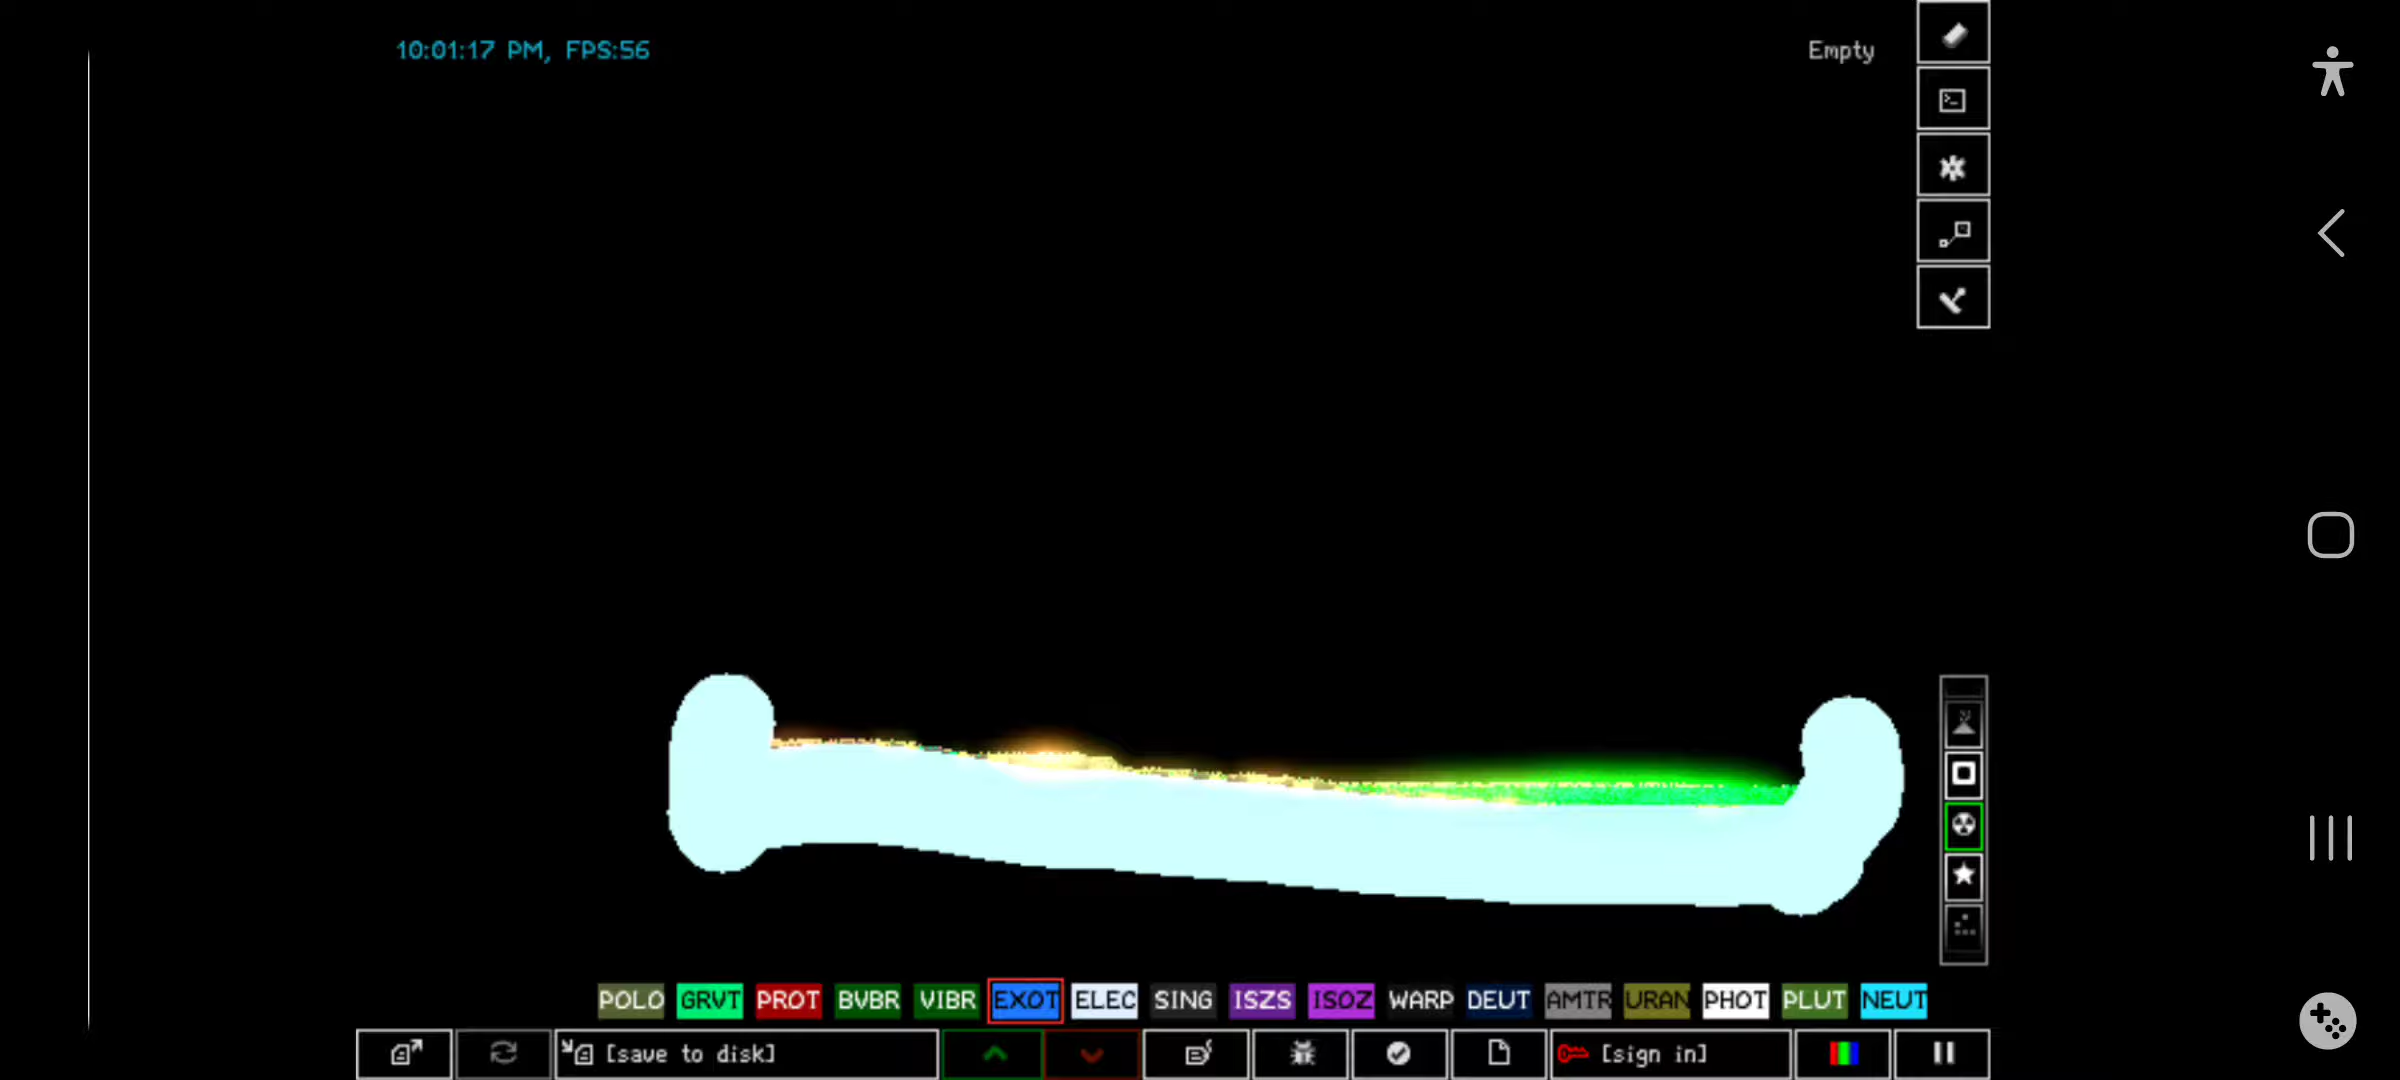 10:01:17 PM, FPS:56
Empty
POLO GRVT PROT BVBR VIBR EXOT ELEC SING ISZS ISOZ WARP DEUT AMTR URAN PHOT PLUT NEUT
[save to disk] [sign in]